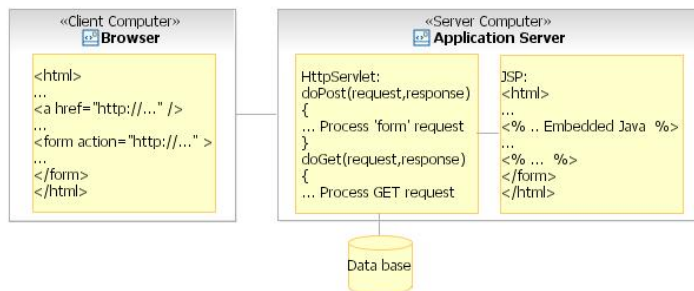 «Client Computer»
Browser
<html>
...
<a href="http://..." />
...
<form action="http://..." >
...
</form>
</html>
«Server Computer»
Application Server
HttpServlet:
doPost(request,response)
{
... Process 'form' request
}
doGet(request,response)
{
... Process GET request
JSP:
<html>
...
<% .. Embedded Java %>
...
<% ... %>
</form>
</html>
Data base